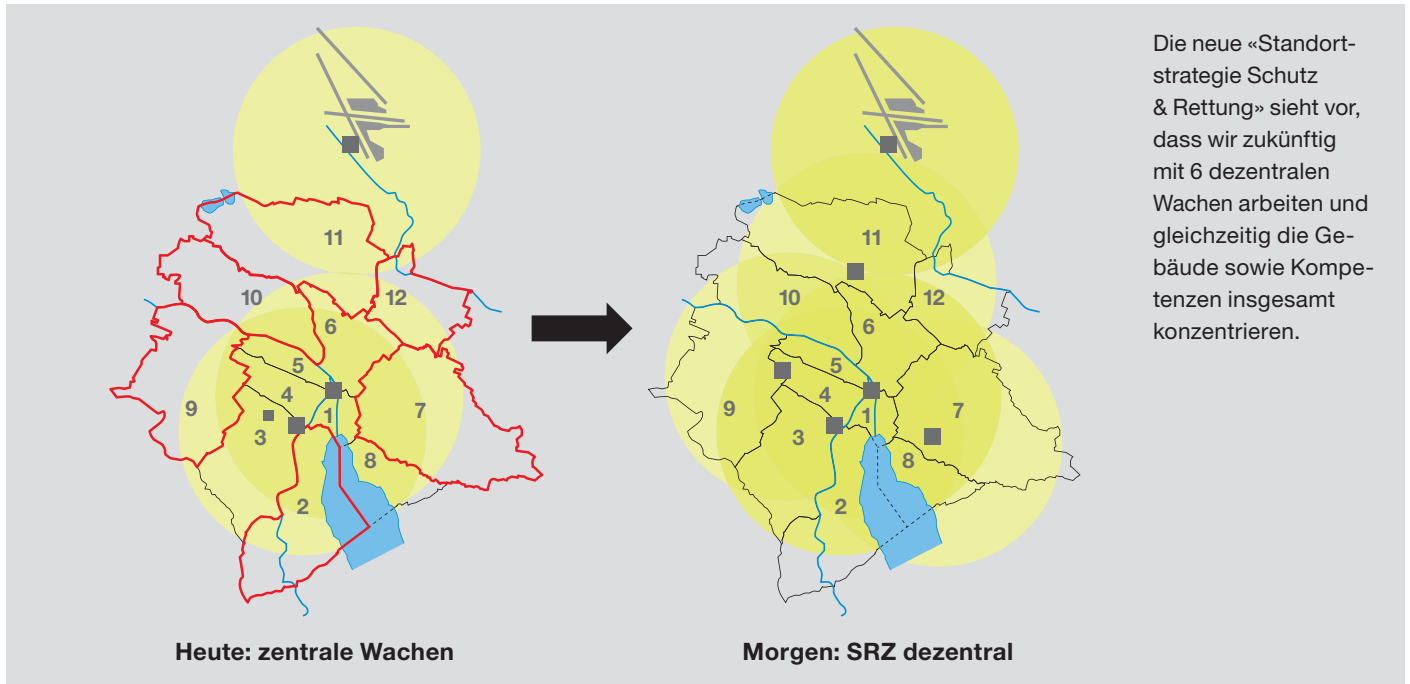 11
10
12
6
5
4
9
7
1
3
8
2
Heute: zentrale Wachen
11
10
12
6
5
4
9
7
1
3
8
2
Morgen: SRZ dezentral
Die neue «Standort-
strategie Schutz
& Rettung» sieht vor,
dass wir zukünftig
mit 6 dezentralen
Wachen arbeiten und
gleichzeitig die Ge-
bäude sowie Kompe-
tenzen insgesamt
konzentrieren.